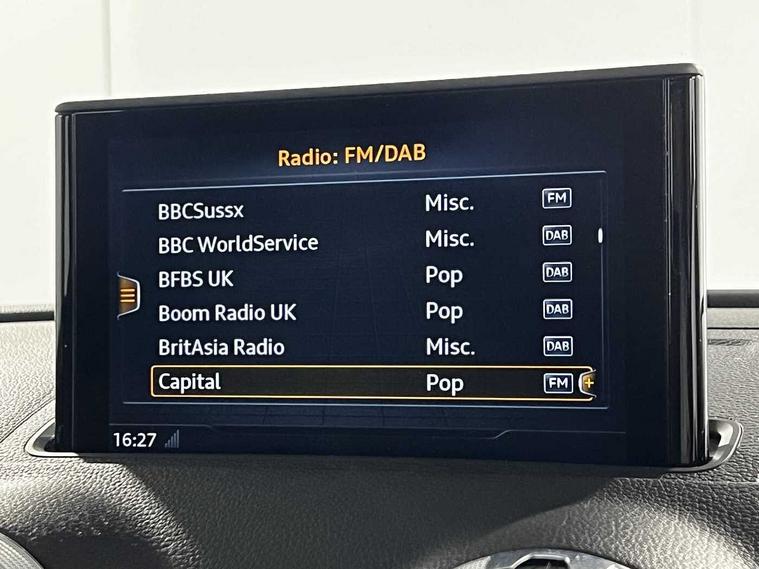 Radio: FM/DAB
BBCSussx Misc. FM
BBC WorldService Misc. DAB
BFBS UK Pop DAB
Boom Radio UK Pop DAB
BritAsia Radio Misc. DAB
Capital Pop FM +
16:27